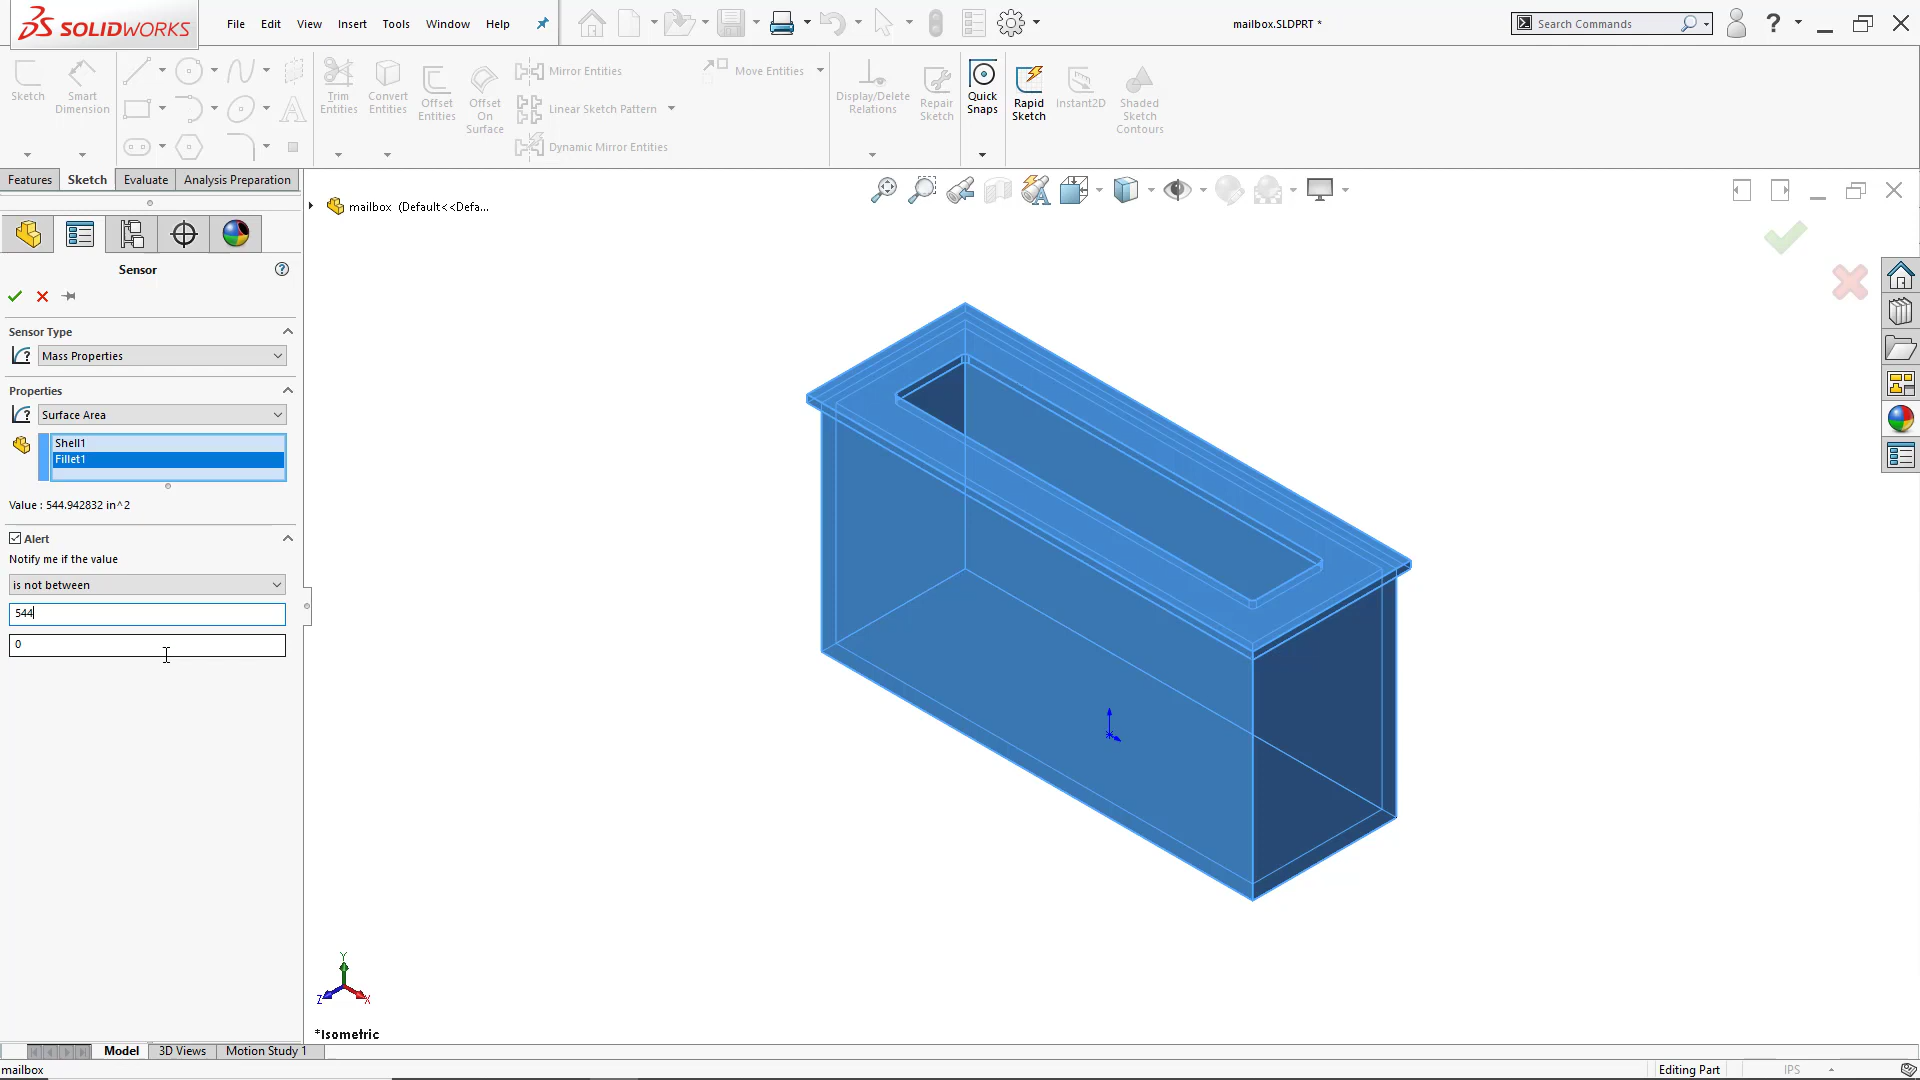 SOLIDWORKS
File Edit View Insert Tools Window Help
mailbox.SLDPRT *
Search Commands
?
Sketch
Smart Dimension
Trim Entities
Convert Entities
Offset Entities
Offset On Surface
Mirror Entities
Linear Sketch Pattern
Dynamic Mirror Entities
Move Entities
Display/Delete Relations
Repair Sketch
Quick Snaps
Rapid Sketch
Instant2D
Shaded Sketch Contours
Features Sketch Evaluate Analysis Preparation
mailbox (Default<<Defa...
Sensor
Sensor Type
Mass Properties
Properties
Surface Area
Shell1
Fillet1
Value : 544.942832 in^2
Alert
Notify me if the value
is not between
544
0
Y
Z X
*Isometric
Model 3D Views Motion Study 1
mailbox
Editing Part
IPS